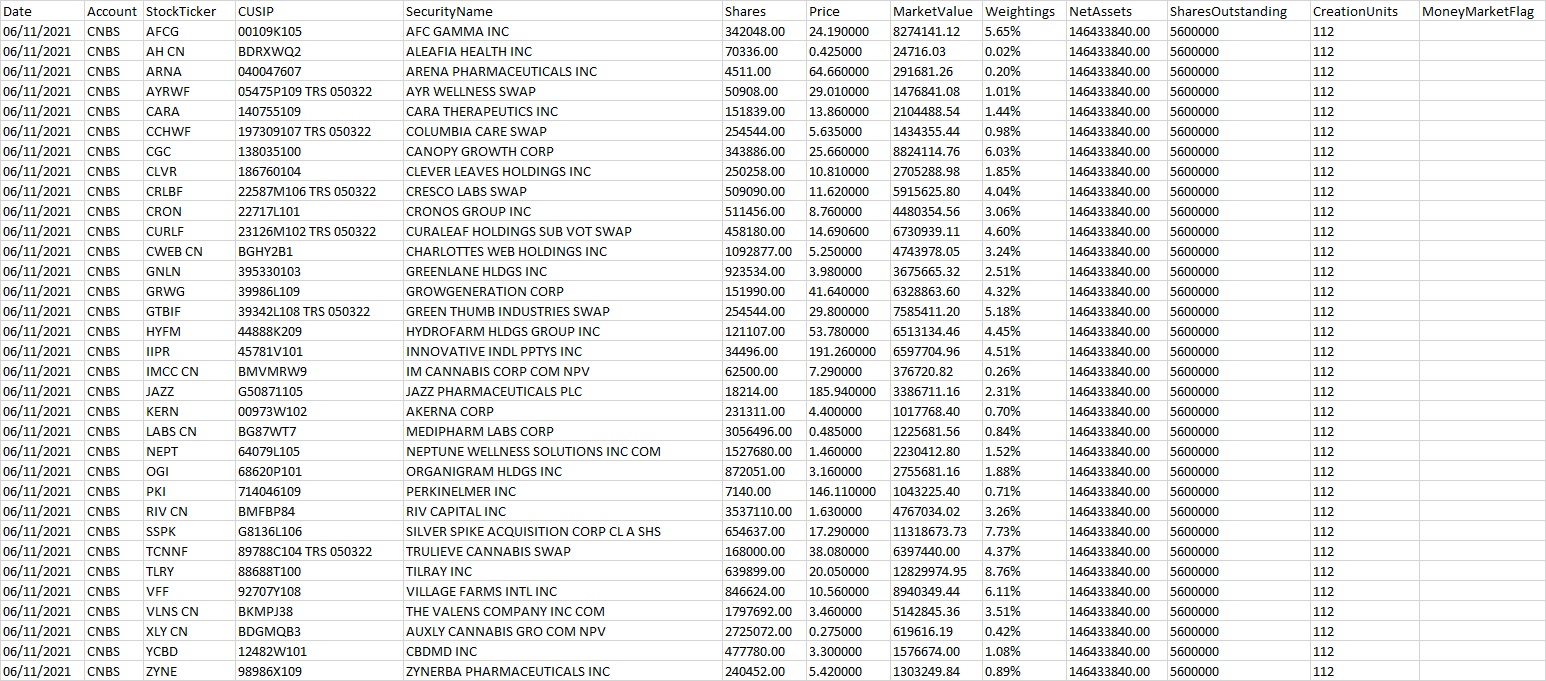 Date Account StockTicker CUSIP SecurityName Shares Price MarketValue Weightings NetAssets SharesOutstanding CreationUnits MoneyMarketFlag
06/11/2021 CNBS AFCG 00109K105 AFC GAMMA INC 342048.00 24.190000 8274141.12 5.65% 146433840.00 5600000 112
06/11/2021 CNBS AH CN BDRXWQ2 ALEAFIA HEALTH INC 70336.00 0.425000 24716.03 0.02% 146433840.00 5600000 112
06/11/2021 CNBS ARNA 040047607 ARENA PHARMACEUTICALS INC 4511.00 64.660000 291681.26 0.20% 146433840.00 5600000 112
06/11/2021 CNBS AYRWF 05475P109 TRS 050322 AYR WELLNESS SWAP 50908.00 29.010000 1476841.08 1.01% 146433840.00 5600000 112
06/11/2021 CNBS CARA 140755109 CARA THERAPEUTICS INC 151839.00 13.860000 2104488.54 1.44% 146433840.00 5600000 112
06/11/2021 CNBS CCHWF 197309107 TRS 050322 COLUMBIA CARE SWAP 254544.00 5.635000 1434355.44 0.98% 146433840.00 5600000 112
06/11/2021 CNBS CGC 138035100 CANOPY GROWTH CORP 343886.00 25.660000 8824114.76 6.03% 146433840.00 5600000 112
06/11/2021 CNBS CLVR 186760104 CLEVER LEAVES HOLDINGS INC 250258.00 10.810000 2705288.98 1.85% 146433840.00 5600000 112
06/11/2021 CNBS CRLBF 22587M106 TRS 050322 CRESCO LABS SWAP 509090.00 11.620000 5915625.80 4.04% 146433840.00 5600000 112
06/11/2021 CNBS CRON 22717L101 CRONOS GROUP INC 511456.00 8.760000 4480354.56 3.06% 146433840.00 5600000 112
06/11/2021 CNBS CURLF 23126M102 TRS 050322 CURALEAF HOLDINGS SUB VOT SWAP 458180.00 14.690600 6730939.11 4.60% 146433840.00 5600000 112
06/11/2021 CNBS CWEB CN BGHY2B1 CHARLOTTES WEB HOLDINGS INC 1092877.00 5.250000 4743978.05 3.24% 146433840.00 5600000 112
06/11/2021 CNBS GNLN 395330103 GREENLANE HLDGS INC 923534.00 3.980000 3675665.32 2.51% 146433840.00 5600000 112
06/11/2021 CNBS GRWG 39986L109 GROWGENERATION CORP 151990.00 41.640000 6328863.60 4.32% 146433840.00 5600000 112
06/11/2021 CNBS GTBIF 39342L108 TRS 050322 GREEN THUMB INDUSTRIES SWAP 254544.00 29.800000 7585411.20 5.18% 146433840.00 5600000 112
06/11/2021 CNBS HYFM 44888K209 HYDROFARM HLDGS GROUP INC 121107.00 53.780000 6513134.46 4.45% 146433840.00 5600000 112
06/11/2021 CNBS IIPR 45781V101 INNOVATIVE INDL PPTYS INC 34496.00 191.260000 6597704.96 4.51% 146433840.00 5600000 112
06/11/2021 CNBS IMCC CN BMVMRW9 IM CANNABIS CORP COM NPV 62500.00 7.290000 376720.82 0.26% 146433840.00 5600000 112
06/11/2021 CNBS JAZZ G50871105 JAZZ PHARMACEUTICALS PLC 18214.00 185.940000 3386711.16 2.31% 146433840.00 5600000 112
06/11/2021 CNBS KERN 00973W102 AKERNA CORP 231311.00 4.400000 1017768.40 0.70% 146433840.00 5600000 112
06/11/2021 CNBS LABS CN BG87WT7 MEDIPHARM LABS CORP 3056496.00 0.485000 1225681.56 0.84% 146433840.00 5600000 112
06/11/2021 CNBS NEPT 64079L105 NEPTUNE WELLNESS SOLUTIONS INC COM 1527680.00 1.460000 2230412.80 1.52% 146433840.00 5600000 112
06/11/2021 CNBS OGI 68620P101 ORGANIGRAM HLDGS INC 872051.00 3.160000 2755681.16 1.88% 146433840.00 5600000 112
06/11/2021 CNBS PKI 714046109 PERKINELMER INC 7140.00 146.110000 1043225.40 0.71% 146433840.00 5600000 112
06/11/2021 CNBS RIV CN BMFBP84 RIV CAPITAL INC 3537110.00 1.630000 4767034.02 3.26% 146433840.00 5600000 112
06/11/2021 CNBS SSPK G8136L106 SILVER SPIKE ACQUISITION CORP CL A SHS 654637.00 17.290000 11318673.73 7.73% 146433840.00 5600000 112
06/11/2021 CNBS TCNNF 89788C104 TRS 050322 TRULIEVE CANNABIS SWAP 168000.00 38.080000 6397440.00 4.37% 146433840.00 5600000 112
06/11/2021 CNBS TLRY 88688T100 TILRAY INC 639899.00 20.050000 12829974.95 8.76% 146433840.00 5600000 112
06/11/2021 CNBS VFF 92707Y108 VILLAGE FARMS INTL INC 846624.00 10.560000 8940349.44 6.11% 146433840.00 5600000 112
06/11/2021 CNBS VLNS CN BKMPJ38 THE VALENS COMPANY INC COM 1797692.00 3.460000 5142845.36 3.51% 146433840.00 5600000 112
06/11/2021 CNBS XLY CN BDGMQB3 AUXLY CANNABIS GRO COM NPV 2725072.00 0.275000 619616.19 0.42% 146433840.00 5600000 112
06/11/2021 CNBS YCBD 12482W101 CBDMD INC 477780.00 3.300000 1576674.00 1.08% 146433840.00 5600000 112
06/11/2021 CNBS ZYNE 98986X109 ZYNERBA PHARMACEUTICALS INC 240452.00 5.420000 1303249.84 0.89% 146433840.00 5600000 112